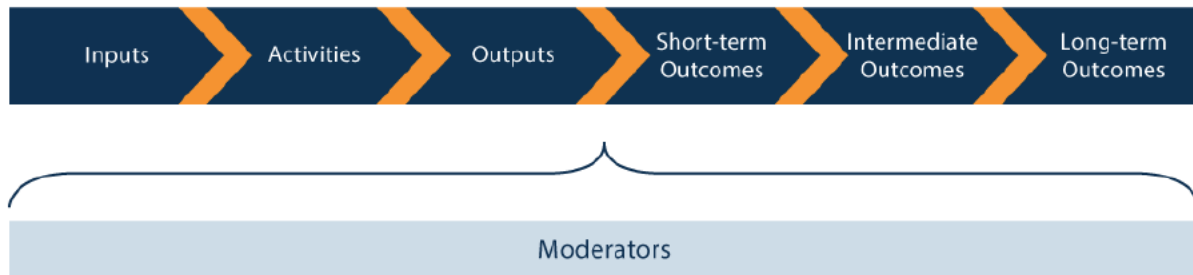 Inputs
Activities
Outputs
Short-term
Outcomes
Intermediate
Outcomes
Long-term
Outcomes
Moderators